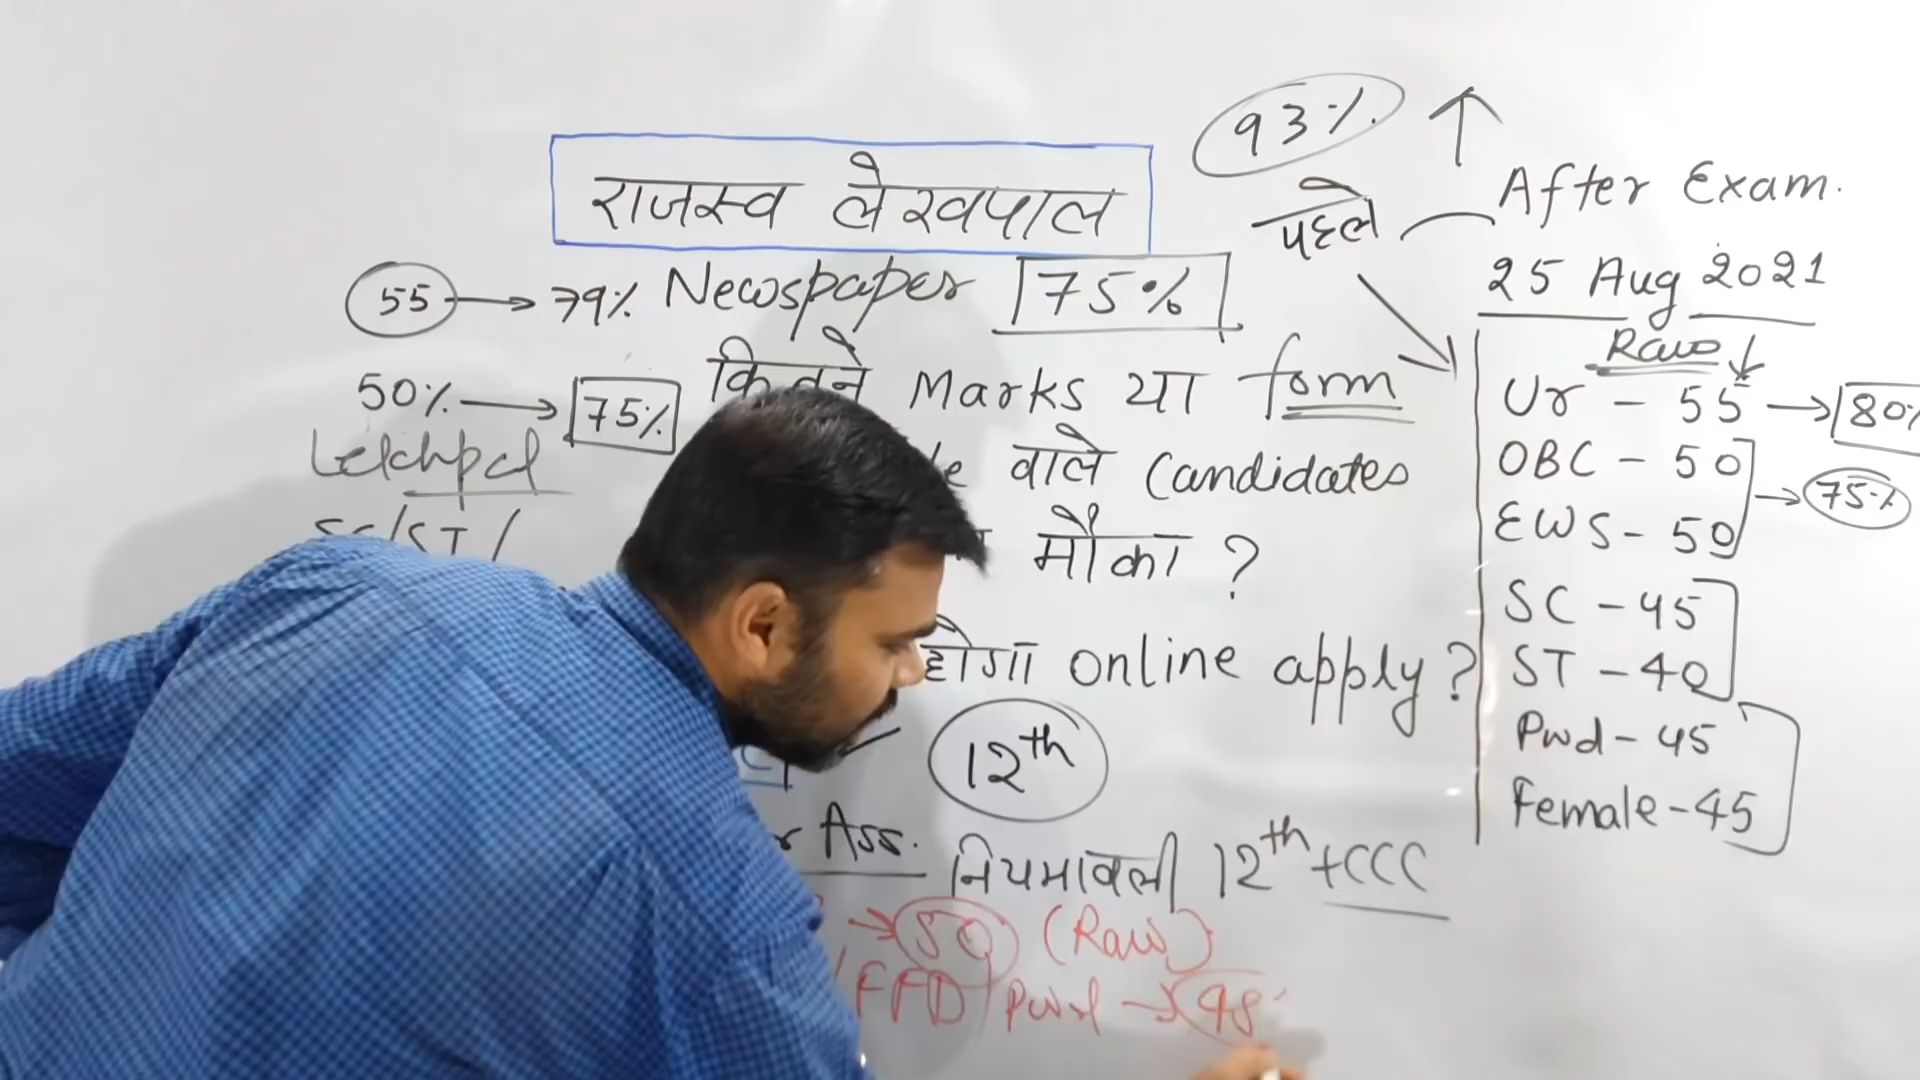 93%.
राजस्व लेखपाल
पहले
After Exam.
25 Aug 2021
55 → 79% Newspaper 75%
Raw
कितने Marks या form
50% → 75%
Ur - 55 → 80%
Lekhpal
वाले Candidates
OBC - 50
EWS - 50
→ 75%
SC/ST/
मौका ?
SC - 45
होगा online apply ?
ST - 40
12th
Pwd - 45
Female - 45
Ass. नियमावली 12th + CCC
→ 50 (Raw)
/FFD/Pwd →